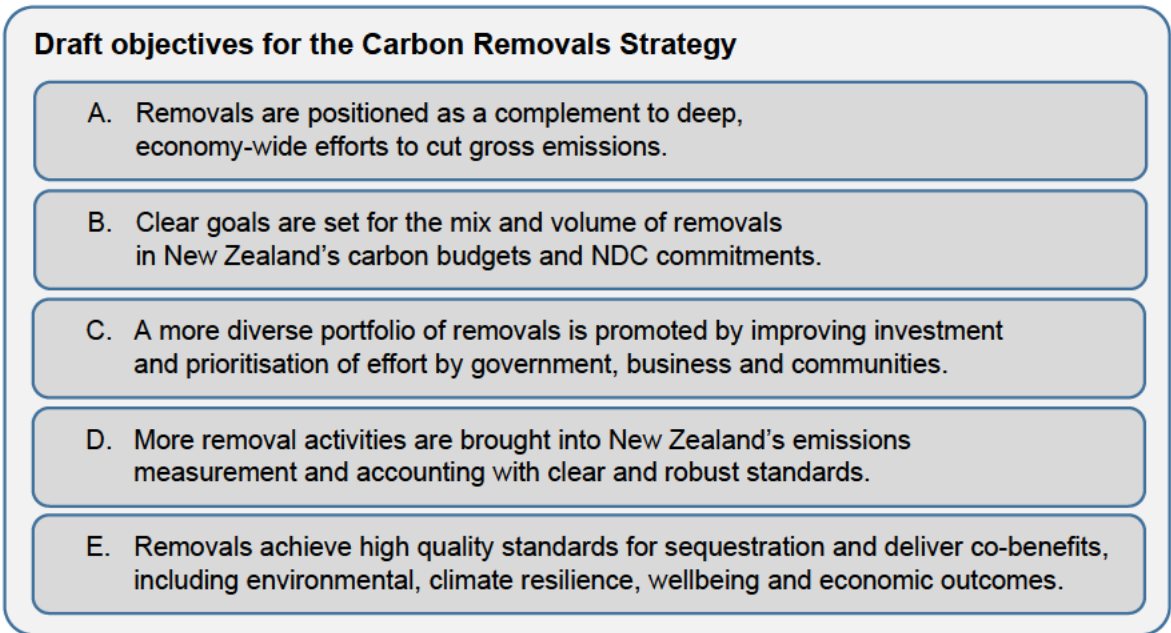 Draft objectives for the Carbon Removals Strategy
A. Removals are positioned as a complement to deep,
economy-wide efforts to cut gross emissions.
B. Clear goals are set for the mix and volume of removals
in New Zealand’s carbon budgets and NDC commitments.
C. A more diverse portfolio of removals is promoted by improving investment
and prioritisation of effort by government, business and communities.
D. More removal activities are brought into New Zealand’s emissions
measurement and accounting with clear and robust standards.
E. Removals achieve high quality standards for sequestration and deliver co-benefits,
including environmental, climate resilience, wellbeing and economic outcomes.